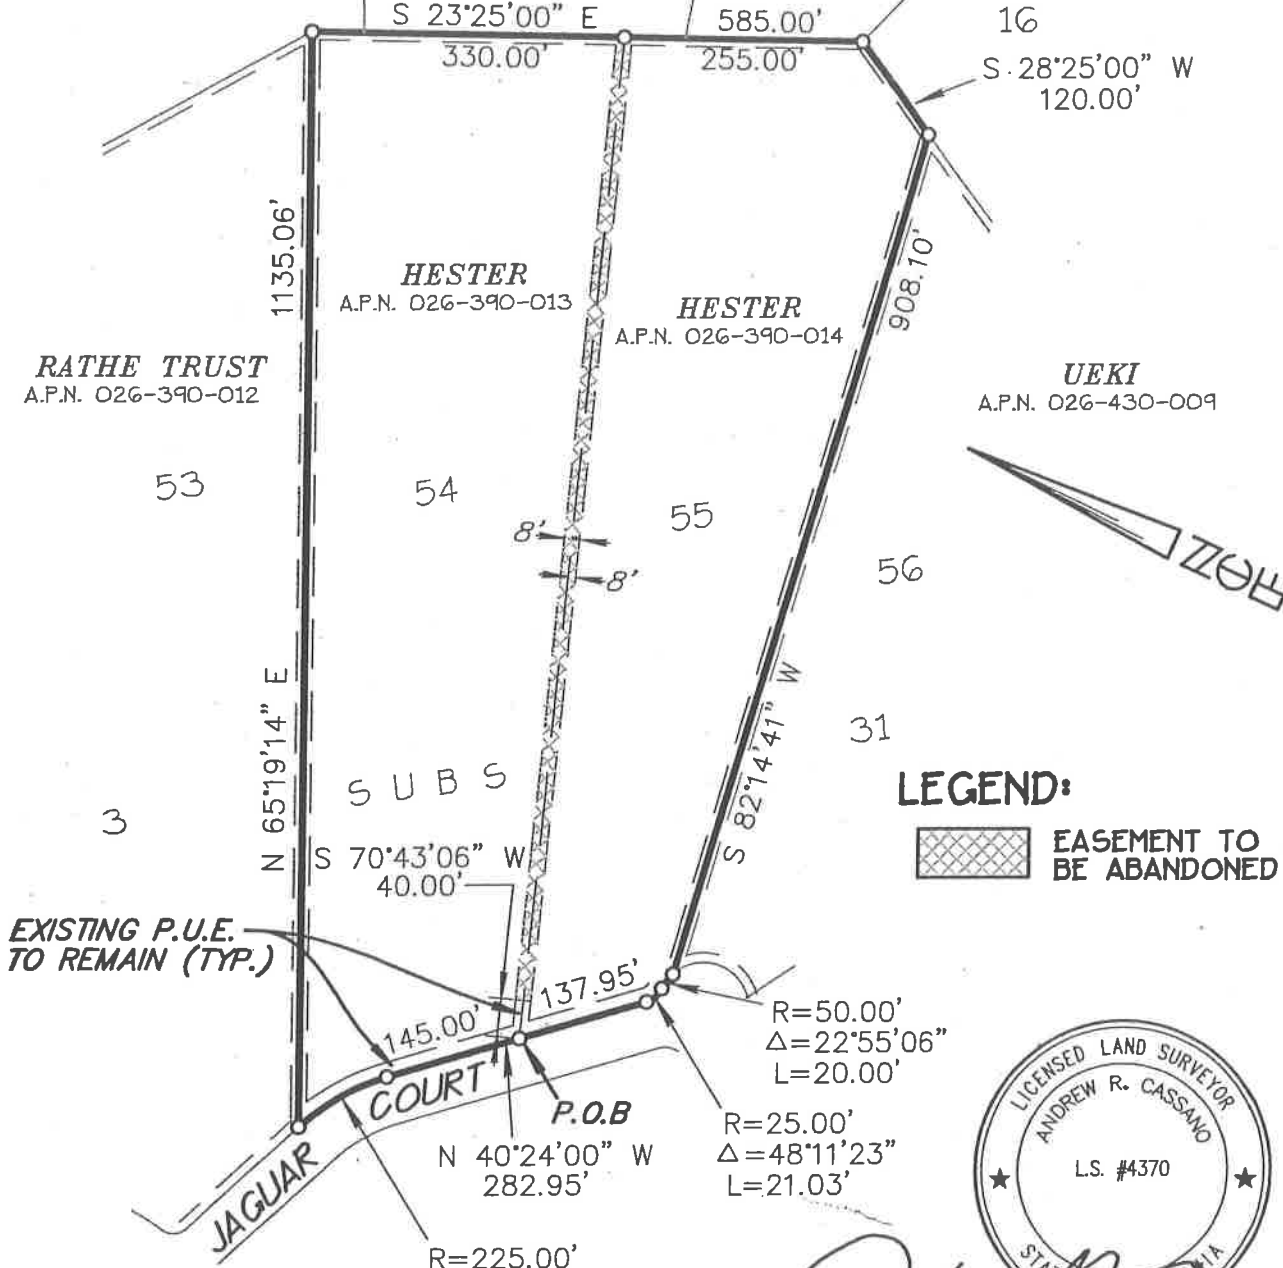 S 23°25'00" E
585.00'
330.00'
255.00'
16
S 28°25'00" W
120.00'
1135.06'
908.10'
HESTER
A.P.N. 026-390-013
HESTER
A.P.N. 026-390-014
RATHE TRUST
A.P.N. 026-390-012
UEKI
A.P.N. 026-430-009
53
54
55
56
8'
8'
N 65°19'14" E
S 82°14'41" W
31
3
SUBS
LEGEND:
EASEMENT TO
BE ABANDONED
S 70°43'06" W
40.00'
EXISTING P.U.E.
TO REMAIN (TYP.)
137.95'
145.00'
JAGUAR COURT
P.O.B
R=50.00'
Δ=22°55'06"
L=20.00'
R=25.00'
Δ=48°11'23"
L=21.03'
N 40°24'00" W
282.95'
R=225.00'
LICENSED LAND SURVEYOR
ANDREW R. CASSANO
L.S. #4370